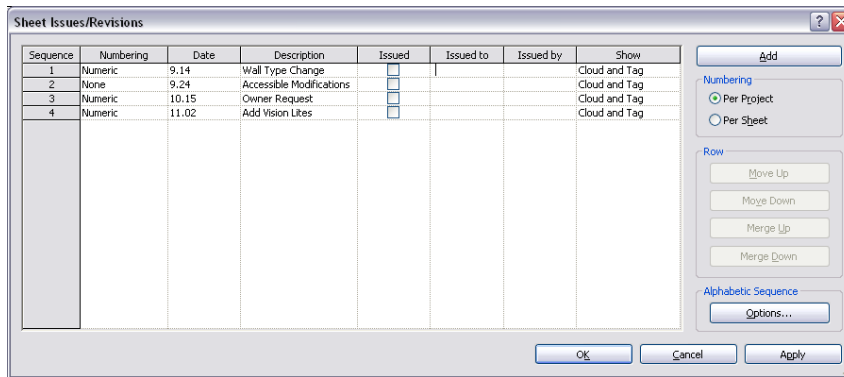 Sheet Issues/Revisions
Sequence Numbering Date Description Issued Issued to Issued by Show
1 Numeric 9.14 Wall Type Change Cloud and Tag
2 None 9.24 Accessible Modifications Cloud and Tag
3 Numeric 10.15 Owner Request Cloud and Tag
4 Numeric 11.02 Add Vision Lites Cloud and Tag
Add
Numbering
Per Project
Per Sheet
Row
Move Up
Move Down
Merge Up
Merge Down
Alphabetic Sequence
Options...
OK Cancel Apply